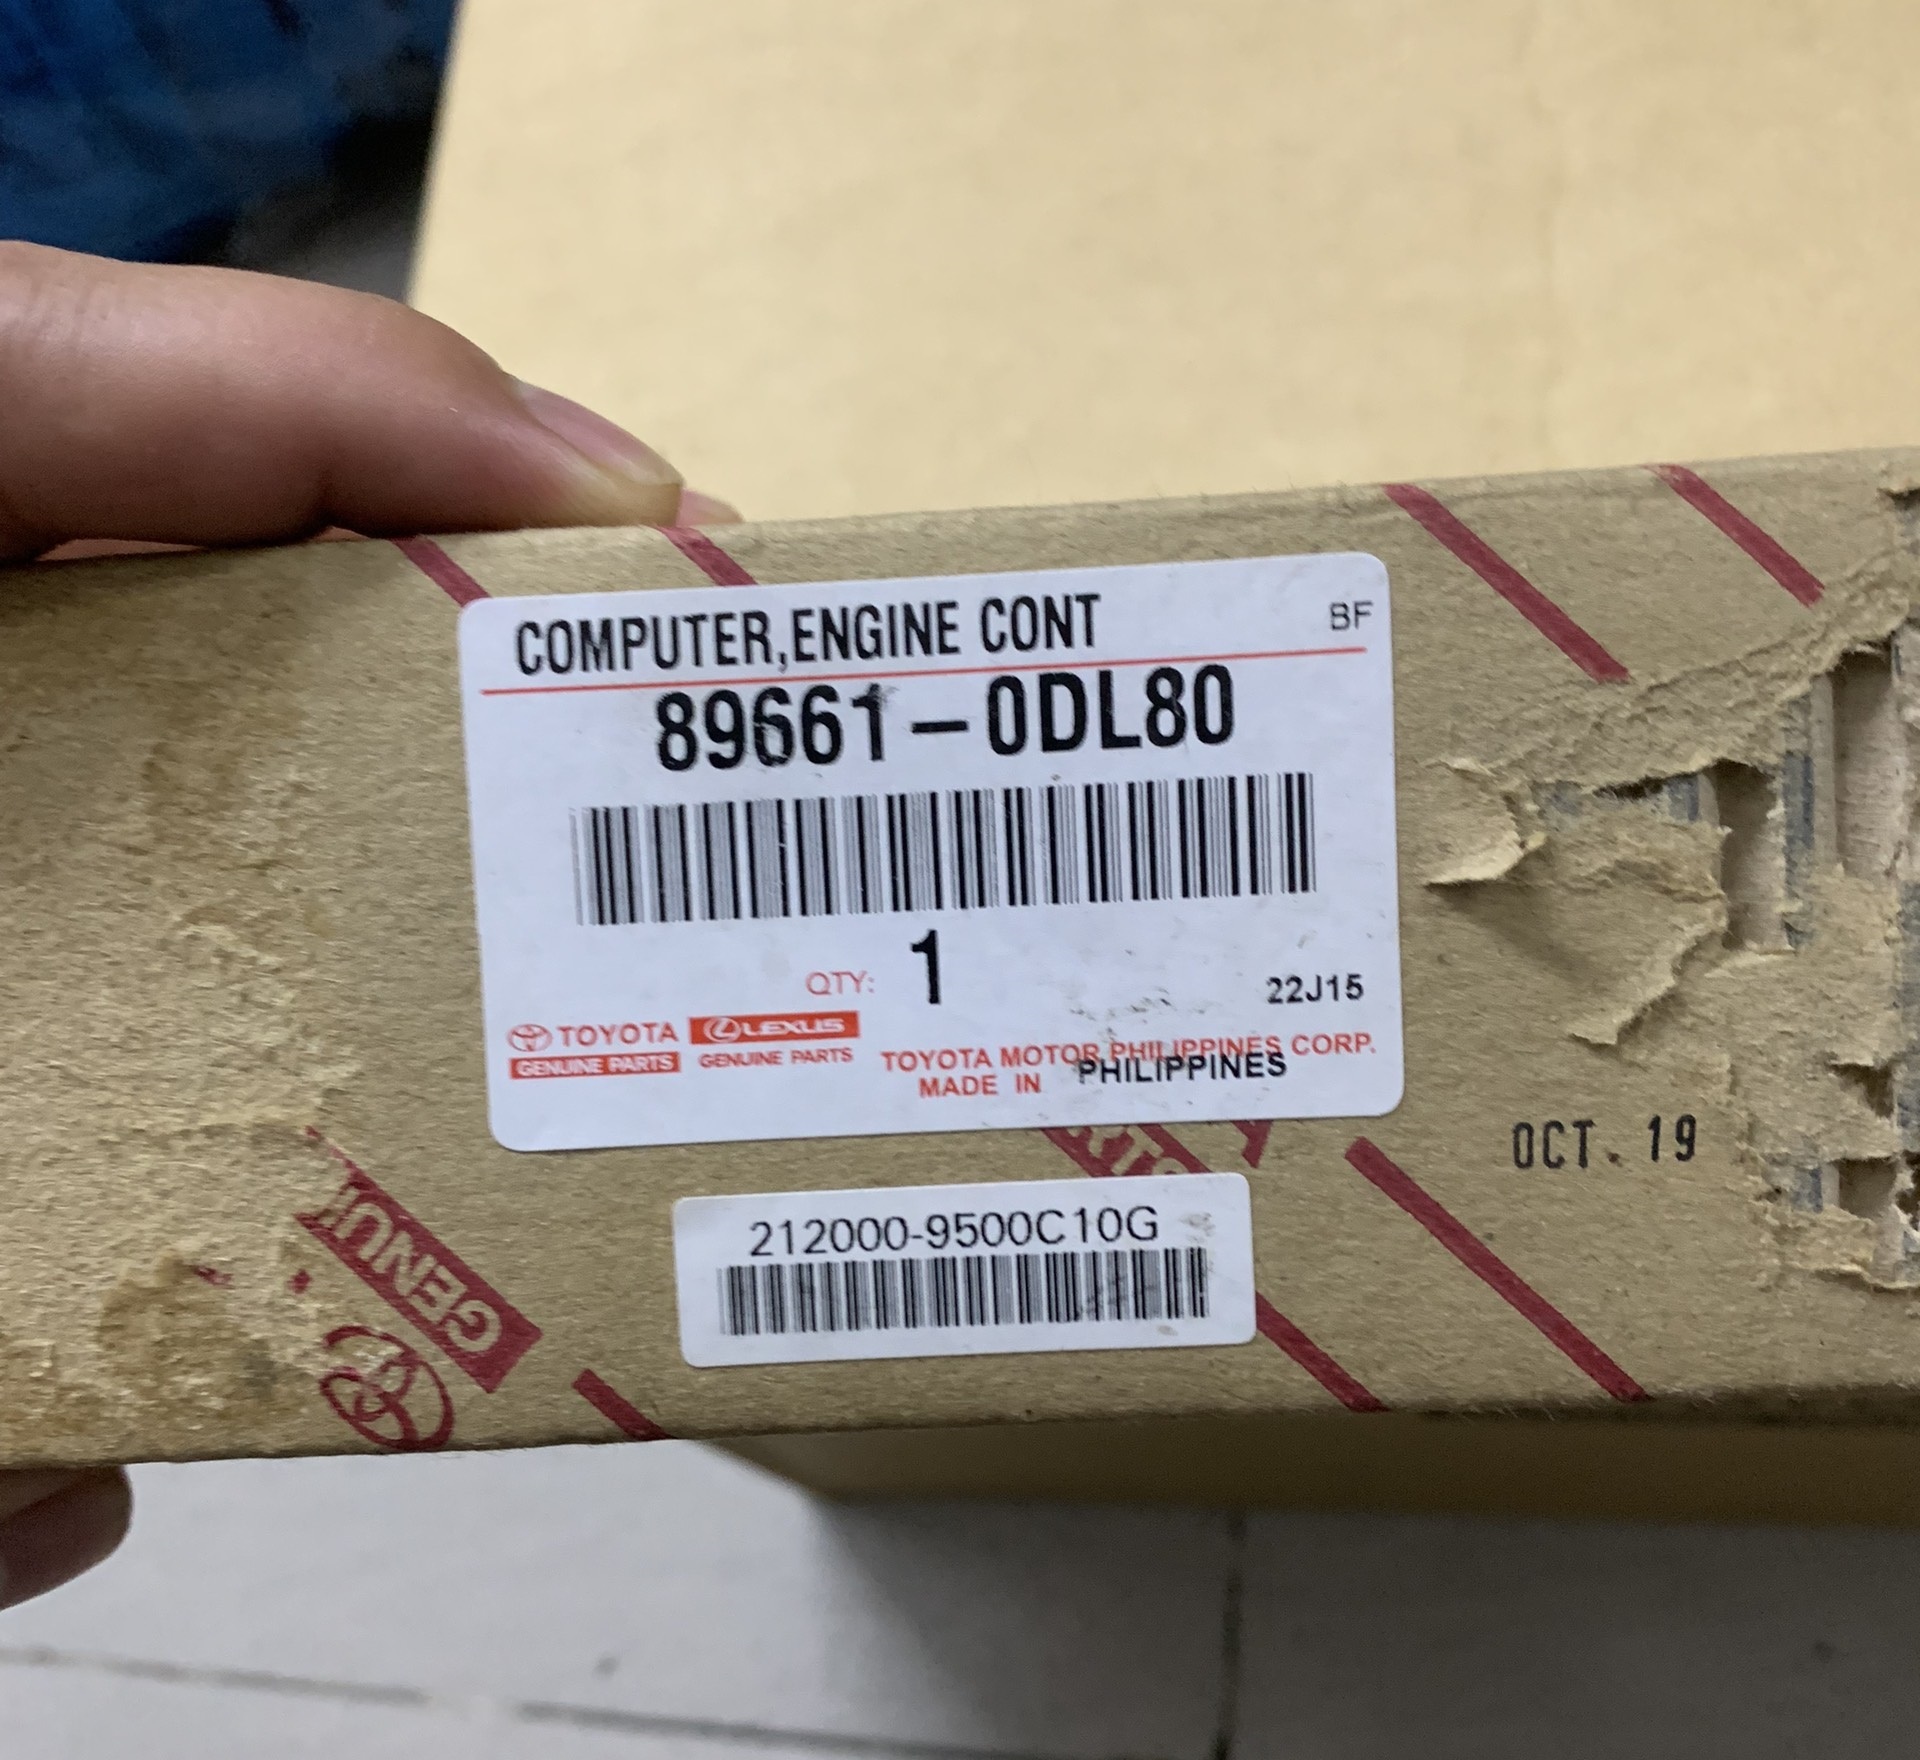 COMPUTER,ENGINE CONT
BF
89661-0DL80
QTY: 1
22J15
TOYOTA
GENUINE PARTS
LEXUS
GENUINE PARTS
TOYOTA MOTOR PHILIPPINES CORP.
MADE IN PHILIPPINES
OCT. 19
212000-9500C10G